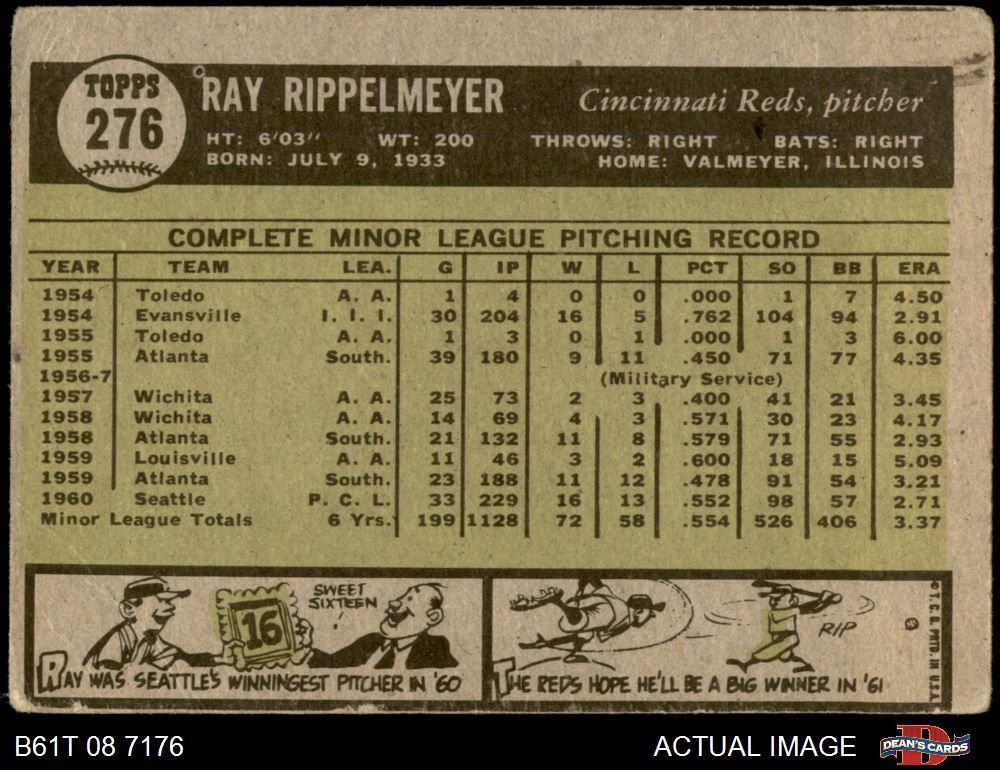 TOPPS
276
RAY RIPPELMEYER Cincinnati Reds, pitcher
HT: 6'03" WT: 200 THROWS: RIGHT BATS: RIGHT
BORN: JULY 9, 1933 HOME: VALMEYER, ILLINOIS
COMPLETE MINOR LEAGUE PITCHING RECORD
YEAR TEAM LEA. G IP W L PCT SO BB ERA
1954 Toledo A. A. 1 4 0 0 .000 1 7 4.50
1954 Evansville I. I. I. 30 204 16 5 .762 104 94 2.91
1955 Toledo A. A. 1 3 0 1 .000 1 3 6.00
1955 Atlanta South. 39 180 9 11 .450 71 77 4.35
1956-7 (Military Service)
1957 Wichita A. A. 25 73 2 3 .400 41 21 3.45
1958 Wichita A. A. 14 69 4 3 .571 30 23 4.17
1958 Atlanta South. 21 132 11 8 .579 71 55 2.93
1959 Louisville A. A. 11 46 3 2 .600 18 15 5.09
1959 Atlanta South. 23 188 11 12 .478 91 54 3.21
1960 Seattle P. C. L. 33 229 16 13 .552 98 57 2.71
Minor League Totals 6 Yrs. 199 1128 72 58 .554 526 406 3.37
SWEET
SIXTEEN
!
16
RAY WAS SEATTLE'S WINNINGEST PITCHER IN '60
RIP
THE REDS HOPE HE'LL BE A BIG WINNER IN '61
© T. C. G. PRTD. IN U.S.A.
B61T 08 7176
ACTUAL IMAGE
DEAN'S CARDS